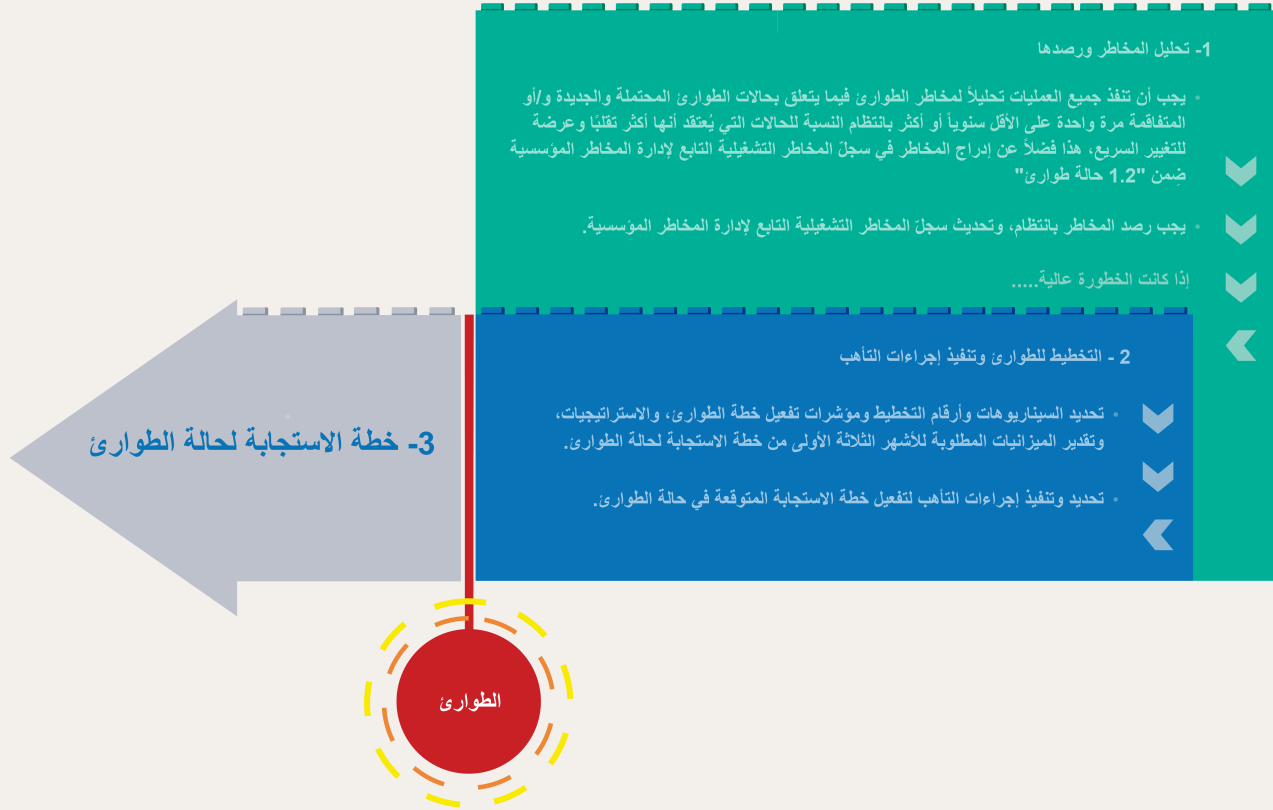 1- تحليل المخاطر ورصدها
• يجب أن تنفذ جميع العمليات تحليلاً لمخاطر الطوارئ فيما يتعلق بحالات الطوارئ المحتملة والجديدة و/أو
المتفاقمة مرة واحدة على الأقل سنوياً أو أكثر بانتظام النسبة للحالات التي يُعتقد أنها أكثر تقلبًا وعرضة
للتغيير السريع، هذا فضلاً عن إدراج المخاطر في سجلّ المخاطر التشغيلية التابع لإدارة المخاطر المؤسسية
ضِمن "1.2 حالة طوارئ"
• يجب رصد المخاطر بانتظام، وتحديث سجلّ المخاطر التشغيلية التابع لإدارة المخاطر المؤسسية.
إذا كانت الخطورة عالية.....
2 - التخطيط للطوارئ وتنفيذ إجراءات التأهب
• تحديد السيناريوهات وأرقام التخطيط ومؤشرات تفعيل خطة الطوارئ، والاستراتيجيات،
وتقدير الميزانيات المطلوبة للأشهر الثلاثة الأولى من خطة الاستجابة لحالة الطوارئ.
• تحديد وتنفيذ إجراءات التأهب لتفعيل خطة الاستجابة المتوقعة في حالة الطوارئ.
3- خطة الاستجابة لحالة الطوارئ
الطوارئ